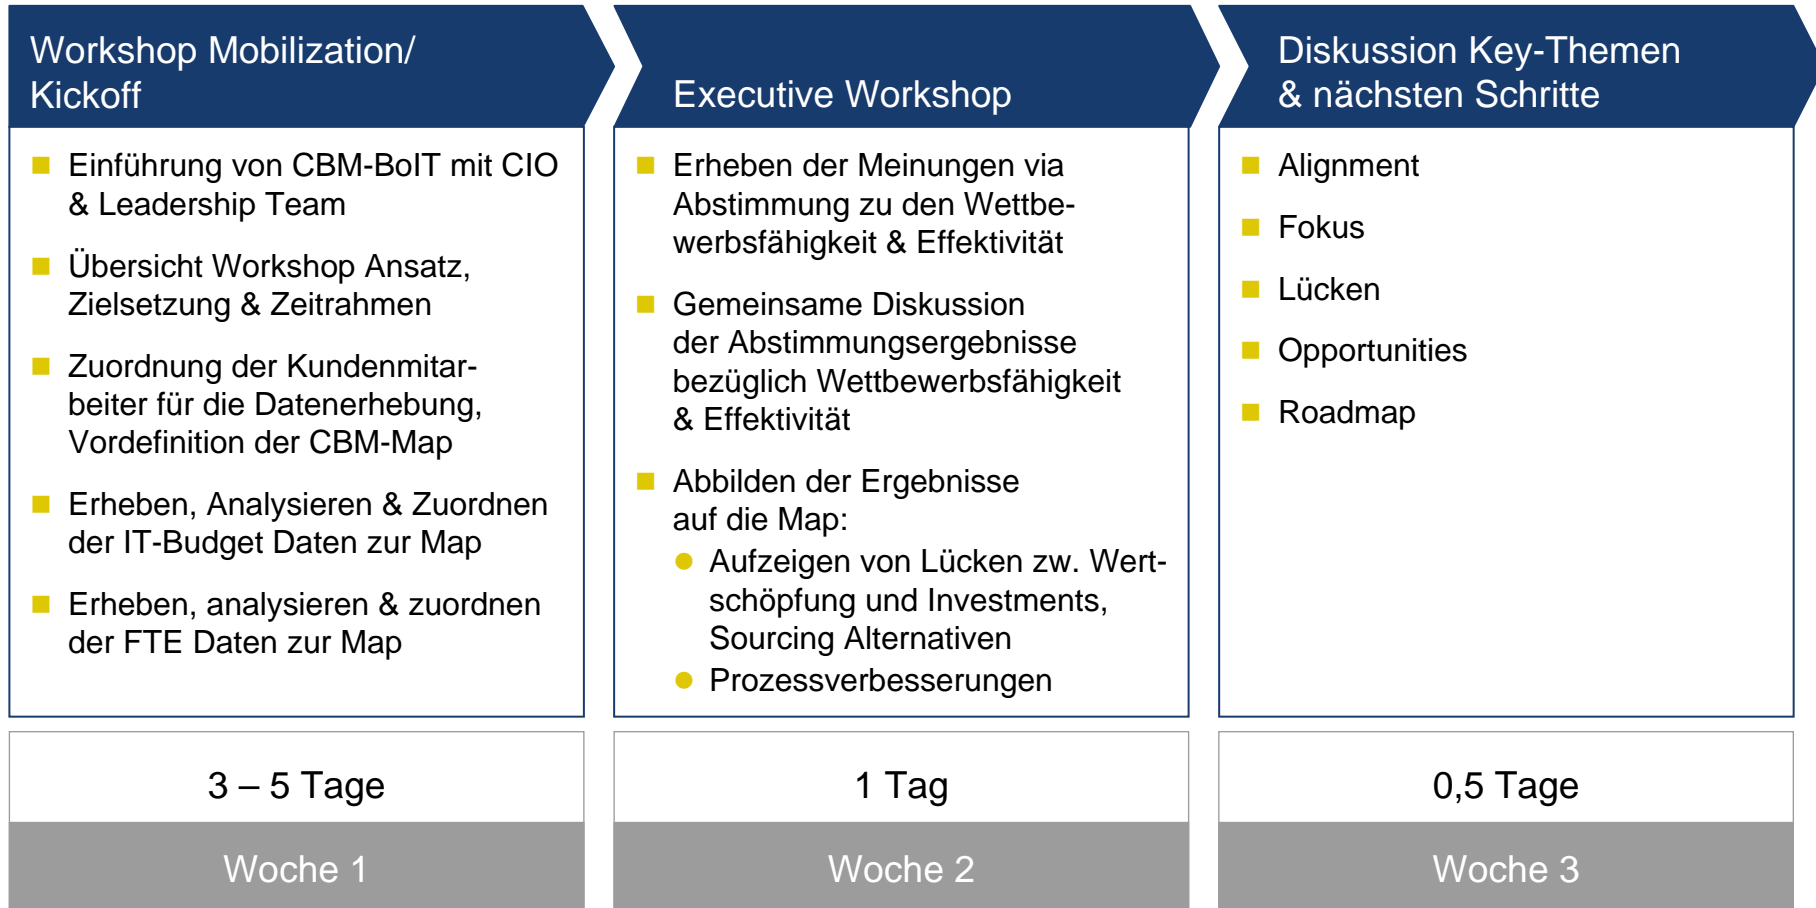 Workshop Mobilization/
Kickoff
Einführung von CBM-BoIT mit CIO
& Leadership Team
Übersicht Workshop Ansatz,
Zielsetzung & Zeitrahmen
Zuordnung der Kundenmitar-
beiter für die Datenerhebung,
Vordefinition der CBM-Map
Erheben, Analysieren & Zuordnen
der IT-Budget Daten zur Map
Erheben, analysieren & zuordnen
der FTE Daten zur Map
3 – 5 Tage
Woche 1
Executive Workshop
Erheben der Meinungen via
Abstimmung zu den Wettbe-
werbsfähigkeit & Effektivität
Gemeinsame Diskussion
der Abstimmungsergebnisse
bezüglich Wettbewerbsfähigkeit
& Effektivität
Abbilden der Ergebnisse
auf die Map:
Aufzeigen von Lücken zw. Wert-
schöpfung und Investments,
Sourcing Alternativen
Prozessverbesserungen
1 Tag
Woche 2
Diskussion Key-Themen
& nächsten Schritte
Alignment
Fokus
Lücken
Opportunities
Roadmap
0,5 Tage
Woche 3